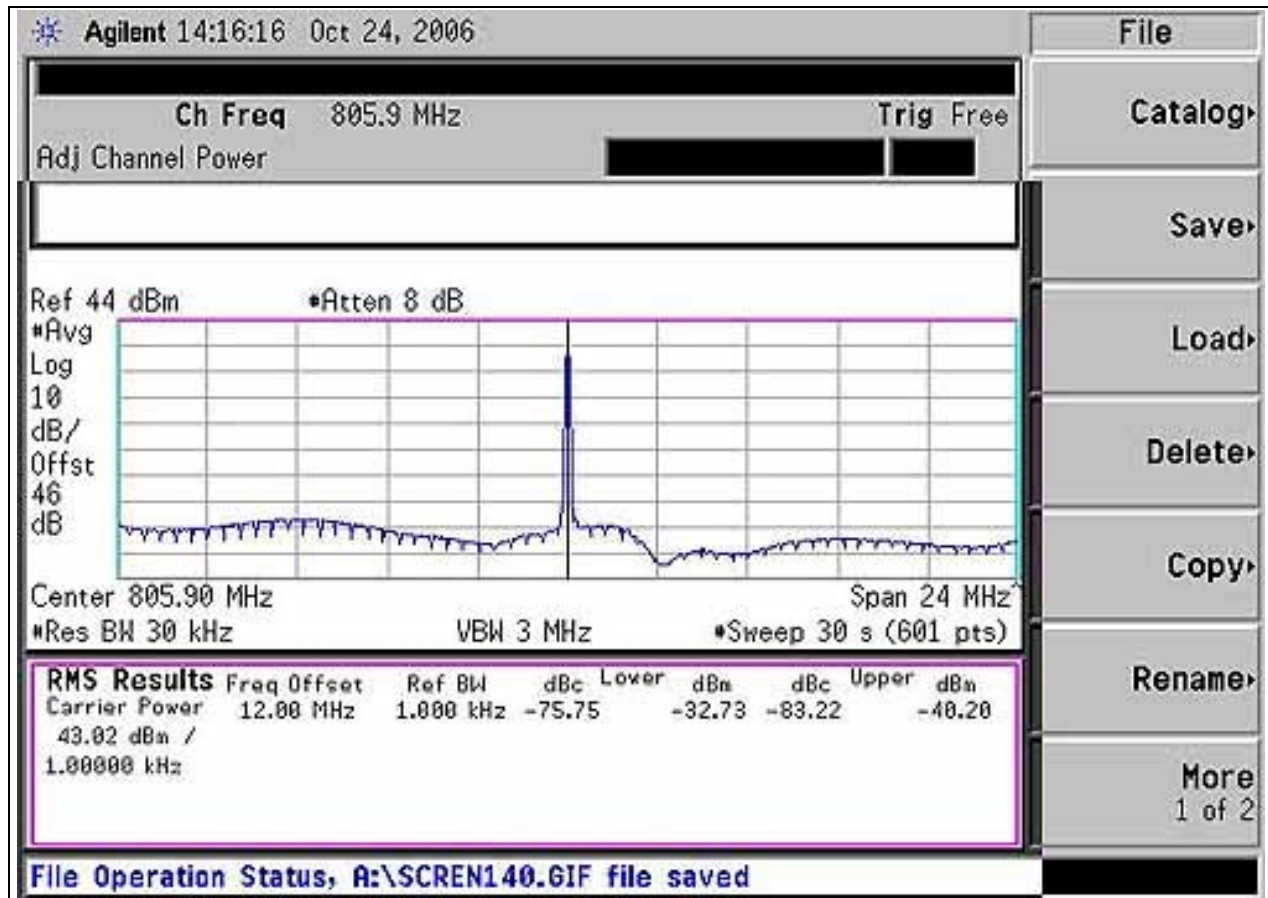 Agilent 14:16:16 Oct 24, 2006
File
Ch Freq 805.9 MHz
Trig Free
Adj Channel Power
Catalog
Save
Load
Delete
Copy
Rename
More
1 of 2
Ref 44 dBm
#Atten 8 dB
#Avg
Log
10
dB/
Offst
46
dB
Center 805.90 MHz
Span 24 MHz
#Res BW 30 kHz
VBW 3 MHz
#Sweep 30 s (601 pts)
RMS Results Freq Offset Ref BW dBc Lower dBm dBc Upper dBm
Carrier Power 12.00 MHz 1.000 kHz -75.75 -32.73 -83.22 -40.20
43.02 dBm /
1.00000 kHz
File Operation Status, A:\SCREN140.GIF file saved